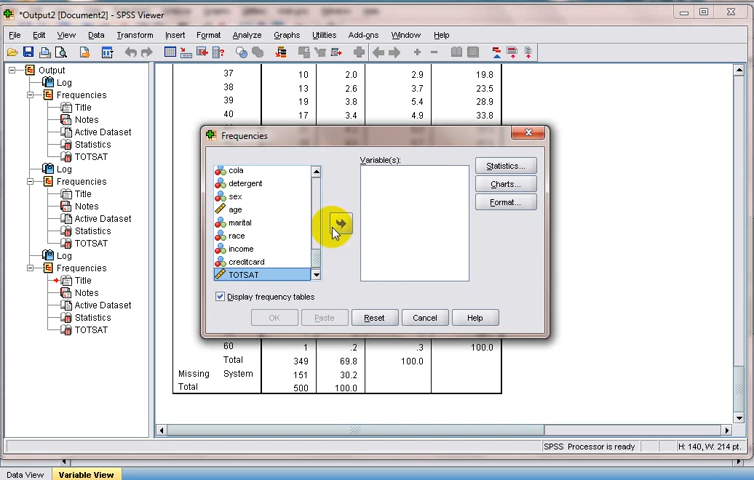 *Output2 [Document2] - SPSS Viewer
File Edit View Data Transform Insert Format Analyze Graphs Utilities Add-ons Window Help
Output
Log
Frequencies
Title
Notes
Active Dataset
Statistics
TOTSAT
Log
Frequencies
Title
Notes
Active Dataset
Statistics
TOTSAT
Log
Frequencies
Title
Notes
Active Dataset
Statistics
TOTSAT
37 10 2.0 2.9 19.8
38 13 2.6 3.7 23.5
39 19 3.8 5.4 28.9
40 17 3.4 4.9 33.8
Frequencies
cola
detergent
sex
age
marital
race
income
creditcard
TOTSAT
Variable(s):
Statistics...
Charts...
Format...
Display frequency tables
OK Paste Reset Cancel Help
60 1 .2 .3 100.0
Total 349 69.8 100.0
Missing System 151 30.2
Total 500 100.0
SPSS Processor is ready H: 140, W: 214 pt.
Data View Variable View